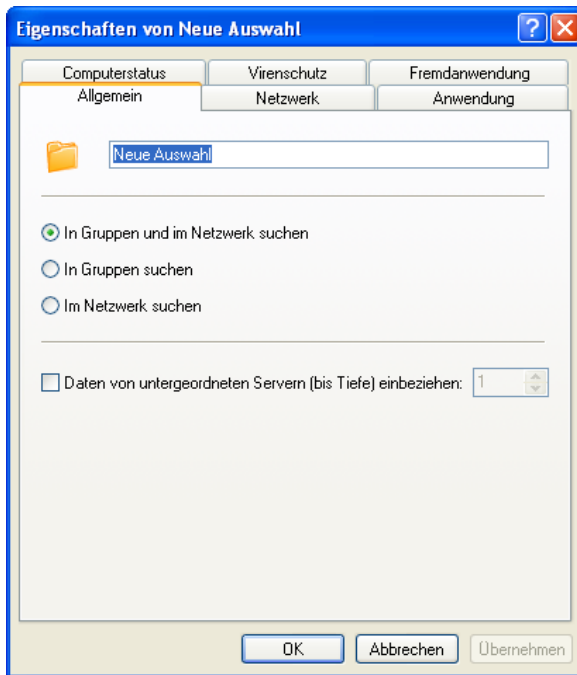 Eigenschaften von Neue Auswahl
Computerstatus Virenschutz Fremdanwendung
Allgemein Netzwerk Anwendung
Neue Auswahl
In Gruppen und im Netzwerk suchen
In Gruppen suchen
Im Netzwerk suchen
Daten von untergeordneten Servern (bis Tiefe) einbeziehen: 1
OK Abbrechen Übernehmen